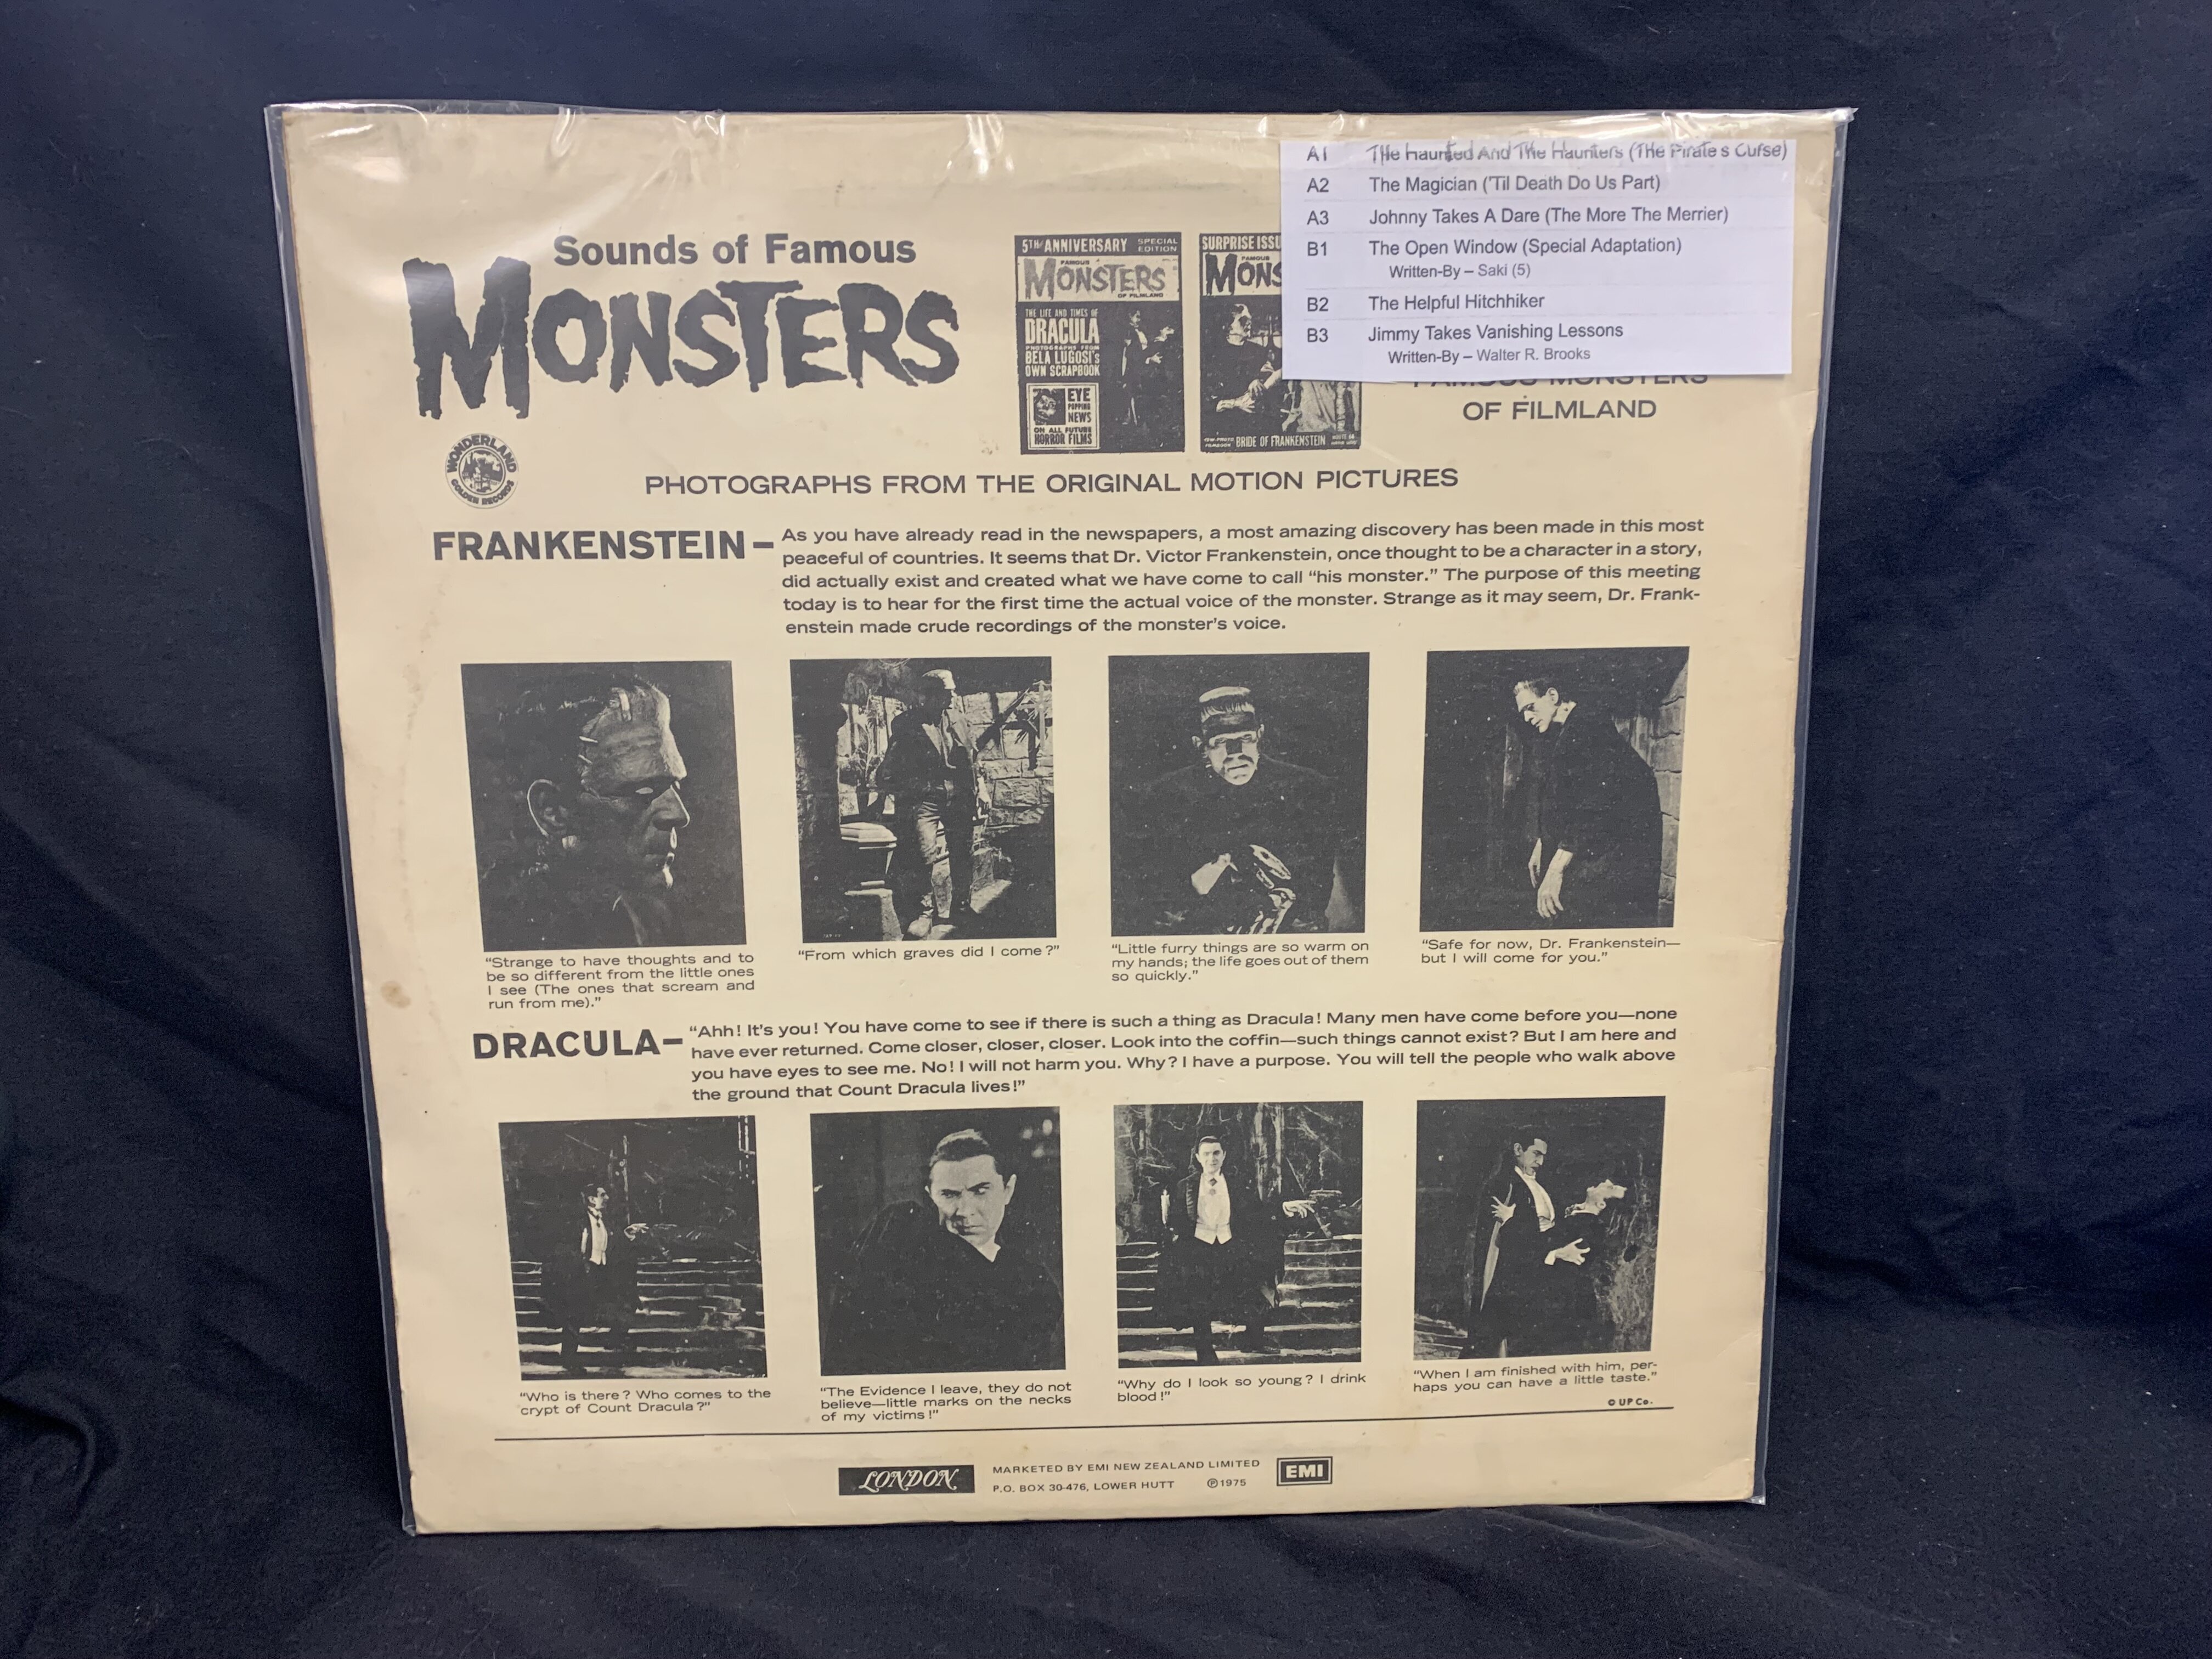 A1 The Haunted And The Haunters (The Pirate's Curse)
A2 The Magician ('Til Death Do Us Part)
A3 Johnny Takes A Dare (The More The Merrier)
B1 The Open Window (Special Adaptation)
Written-By – Saki (5)
B2 The Helpful Hitchhiker
B3 Jimmy Takes Vanishing Lessons
Written-By – Walter R. Brooks
Sounds of Famous
MONSTERS
5TH ANNIVERSARY SPECIAL EDITION
FAMOUS
MONSTERS
OF FILMLAND
THE LIFE AND TIMES OF
DRACULA
PHOTOGRAPHS FROM
BELA LUGOSI's
OWN SCRAPBOOK
EYE
POPPING
NEWS
ON ALL FUTURE
HORROR FILMS
SURPRISE ISSU
FAMOUS
MONS
BRIDE OF FRANKENSTEIN
FAMOUS MONSTERS
OF FILMLAND
WONDERLAND
GOLDEN RECORDS
PHOTOGRAPHS FROM THE ORIGINAL MOTION PICTURES
FRANKENSTEIN – As you have already read in the newspapers, a most amazing discovery has been made in this most
peaceful of countries. It seems that Dr. Victor Frankenstein, once thought to be a character in a story,
did actually exist and created what we have come to call “his monster.” The purpose of this meeting
today is to hear for the first time the actual voice of the monster. Strange as it may seem, Dr. Frank-
enstein made crude recordings of the monster's voice.
“Strange to have thoughts and to
be so different from the little ones
I see (The ones that scream and
run from me).”
“From which graves did I come?”
“Little furry things are so warm on
my hands; the life goes out of them
so quickly.”
“Safe for now, Dr. Frankenstein—
but I will come for you.”
DRACULA– “Ahh! It's you! You have come to see if there is such a thing as Dracula! Many men have come before you—none
have ever returned. Come closer, closer, closer. Look into the coffin—such things cannot exist? But I am here and
you have eyes to see me. No! I will not harm you. Why? I have a purpose. You will tell the people who walk above
the ground that Count Dracula lives!”
“Who is there? Who comes to the
crypt of Count Dracula?”
“The Evidence I leave, they do not
believe—little marks on the necks
of my victims!”
“Why do I look so young? I drink
blood!”
“When I am finished with him, per-
haps you can have a little taste.”
© UP Co.
LONDON
MARKETED BY EMI NEW ZEALAND LIMITED
P.O. BOX 30-476, LOWER HUTT ℗1975
EMI